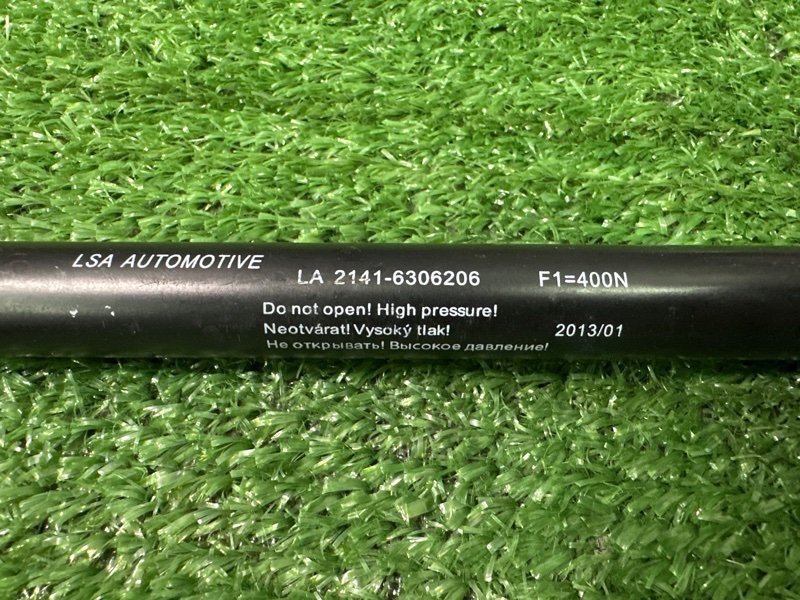 LSA AUTOMOTIVE
LA 2141-6306206 F1=400N
Do not open! High pressure!
Neotvárat! Vysoký tlak! 2013/01
Не открывать! Высокое давление!